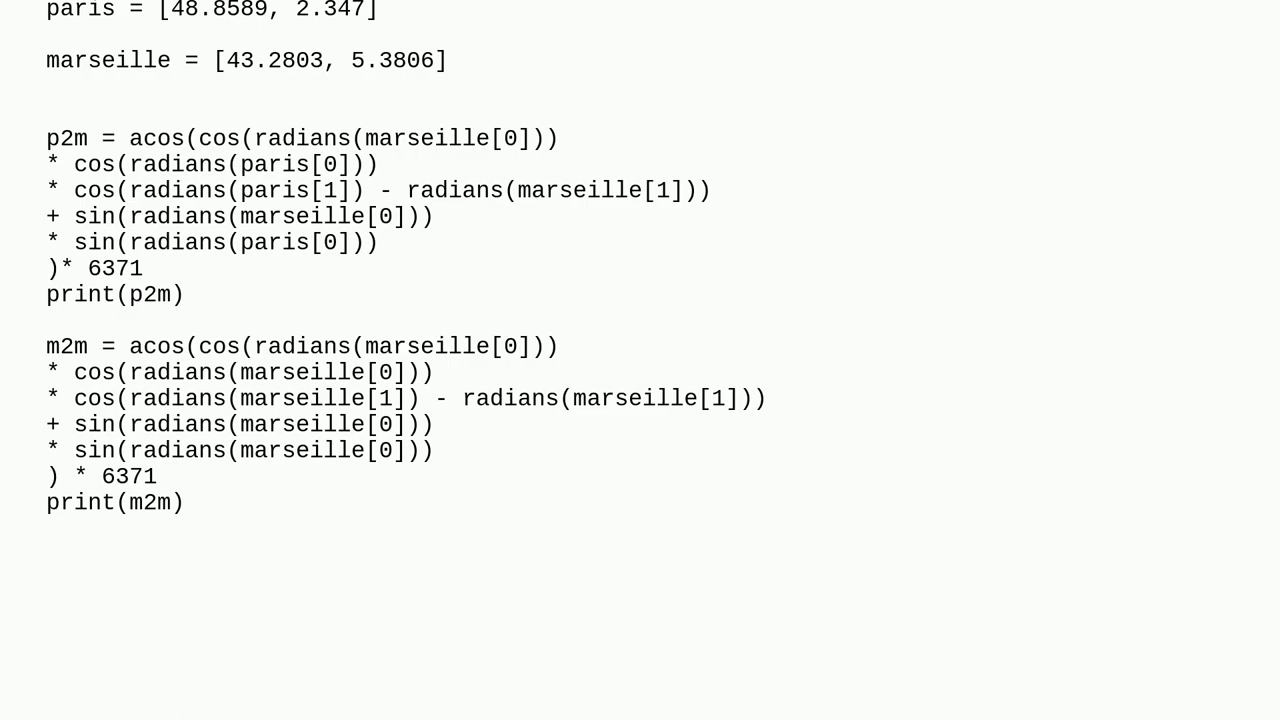 paris = [48.8589, 2.347]
marseille = [43.2803, 5.3806]
p2m = acos(cos(radians(marseille[0]))
* cos(radians(paris[0]))
* cos(radians(paris[1]) - radians(marseille[1]))
+ sin(radians(marseille[0]))
* sin(radians(paris[0]))
)* 6371
print(p2m)
m2m = acos(cos(radians(marseille[0]))
* cos(radians(marseille[0]))
* cos(radians(marseille[1]) - radians(marseille[1]))
+ sin(radians(marseille[0]))
* sin(radians(marseille[0]))
) * 6371
print(m2m)